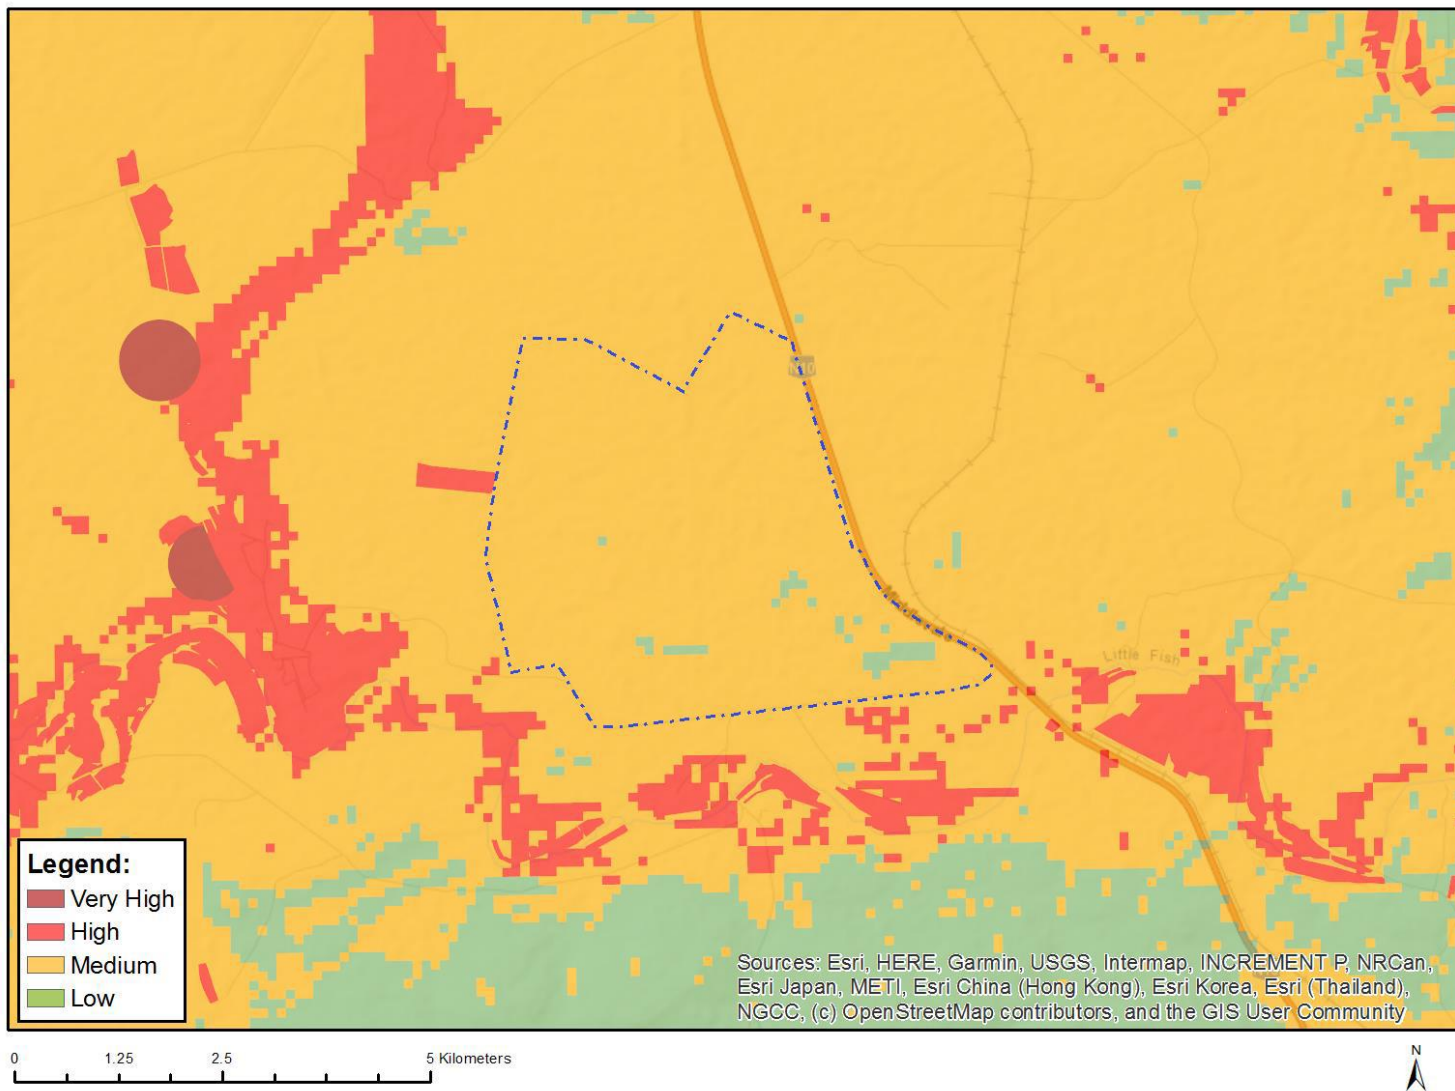 N10
Little Fish
Legend:
Very High
High
Medium
Low
Sources: Esri, HERE, Garmin, USGS, Intermap, INCREMENT P, NRCan,
Esri Japan, METI, Esri China (Hong Kong), Esri Korea, Esri (Thailand),
NGCC, (c) OpenStreetMap contributors, and the GIS User Community
0 1.25 2.5 5 Kilometers
N